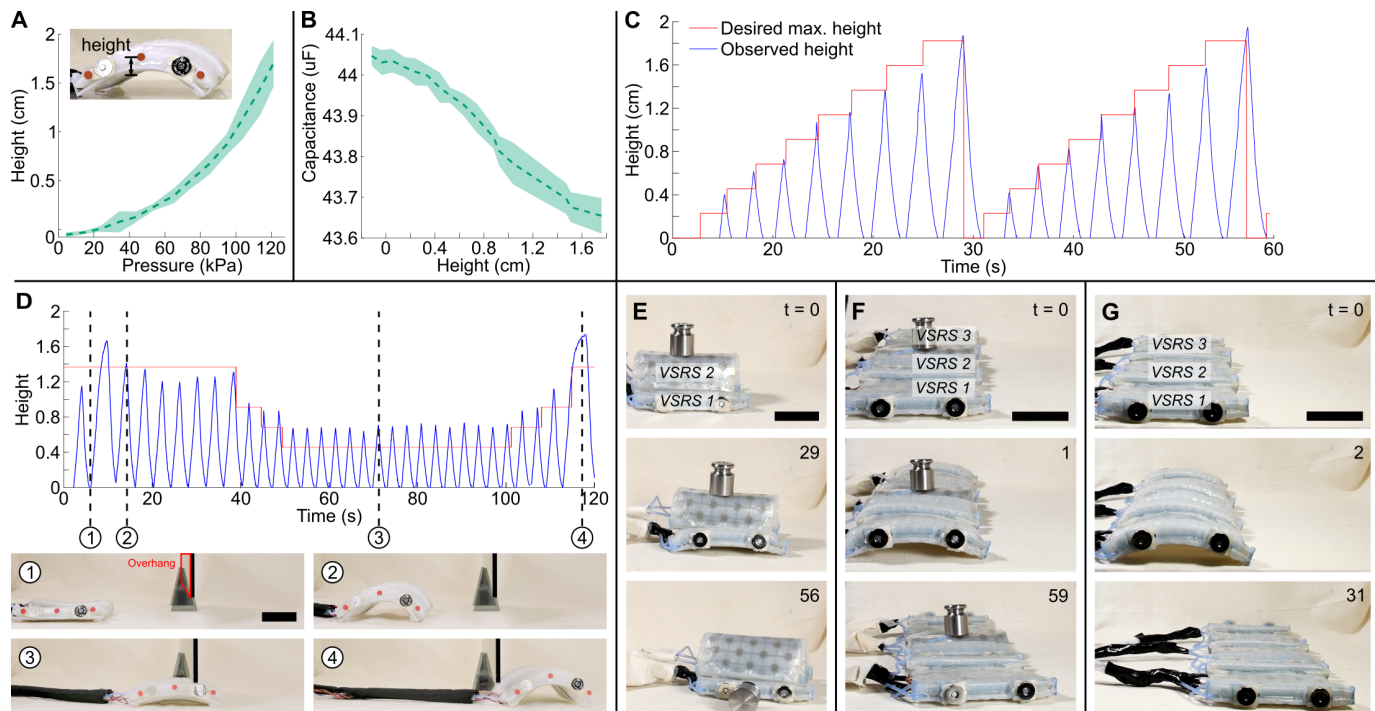 A
Height (cm)
2
1.5
1
0.5
0
height
0
20
40
60
80
100
120
Pressure (kPa)
B
Capacitance (uF)
44.1
44
43.9
43.8
43.7
43.6
0
0.4
0.8
1.2
1.6
Height (cm)
C
Desired max. height
Observed height
Height (cm)
2
1.6
1.2
0.8
0.4
0
20
20
30
40
50
60
Time (s)
D
Height
2
1.6
1.2
0.8
0.4
0
0
20
40
60
80
100
120
Time (s)
1
2
3
4
1
Overhang
2
3
4
E
t = 0
VSRS 2
VSRS 1
29
56
F
t = 0
VSRS 3
VSRS 2
VSRS 1
1
59
G
t = 0
VSRS 3
VSRS 2
VSRS 1
2
31